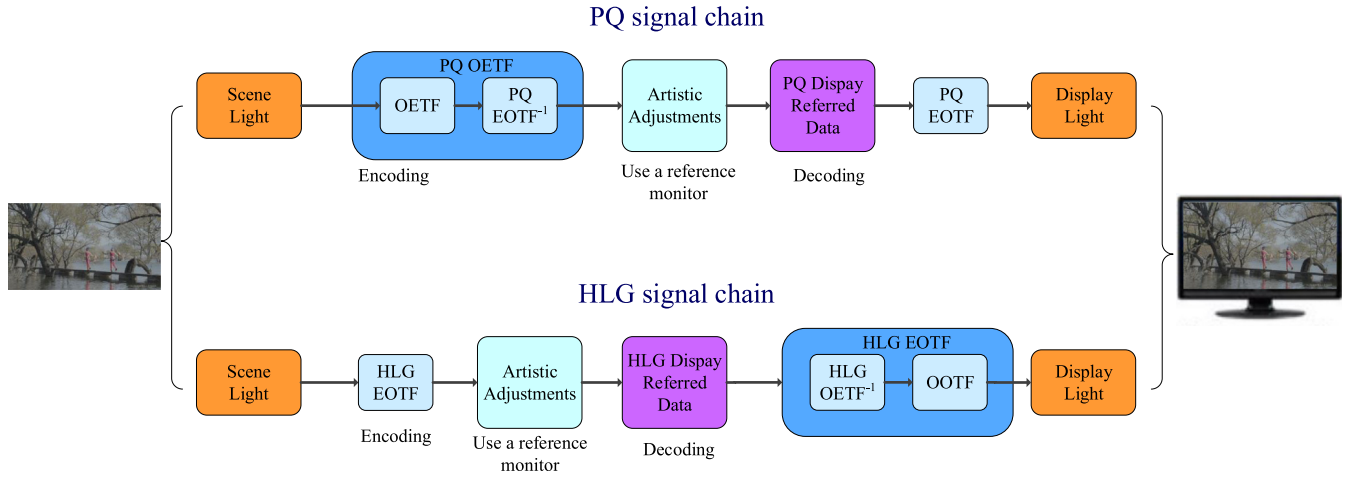 PQ signal chain
PQ OETF
Scene
Light
OETF
PQ
EOTF-1
Artistic
Adjustments
PQ Dispay
Referred
Data
PQ
EOTF
Display
Light
Encoding
Use a reference
monitor
Decoding
HLG signal chain
HLG EOTF
Scene
Light
HLG
EOTF
Artistic
Adjustments
HLG Dispay
Referred
Data
HLG
OETF-1
OOTF
Display
Light
Encoding
Use a reference
monitor
Decoding